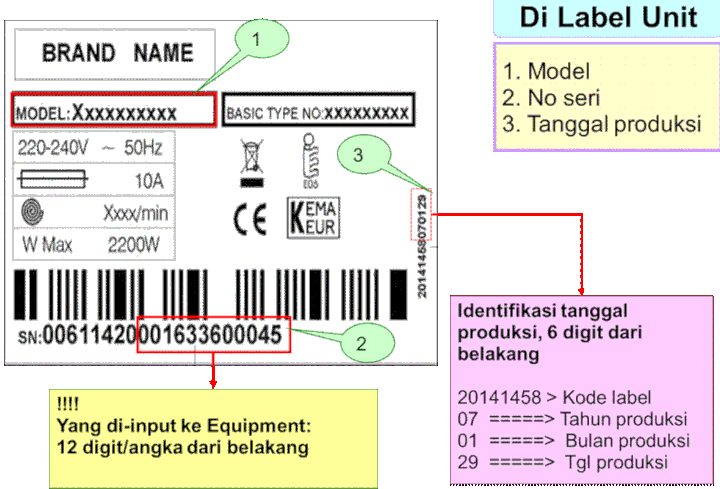 Di Label Unit
1. Model
2. No seri
3. Tanggal produksi
BRAND NAME
1
MODEL:Xxxxxxxxxx
BASIC TYPE NO:xxxxxxxxx
220-240V ~ 50Hz
10A
Xxxx/min
W Max 2200W
E06
CE
KEMA
EUR
3
20141458070129
SN:00611420001633600045
2
!!!!
Yang di-input ke Equipment:
12 digit/angka dari belakang
Identifikasi tanggal
produksi, 6 digit dari
belakang
20141458 > Kode label
07 =====> Tahun produksi
01 =====> Bulan produksi
29 =====> Tgl produksi